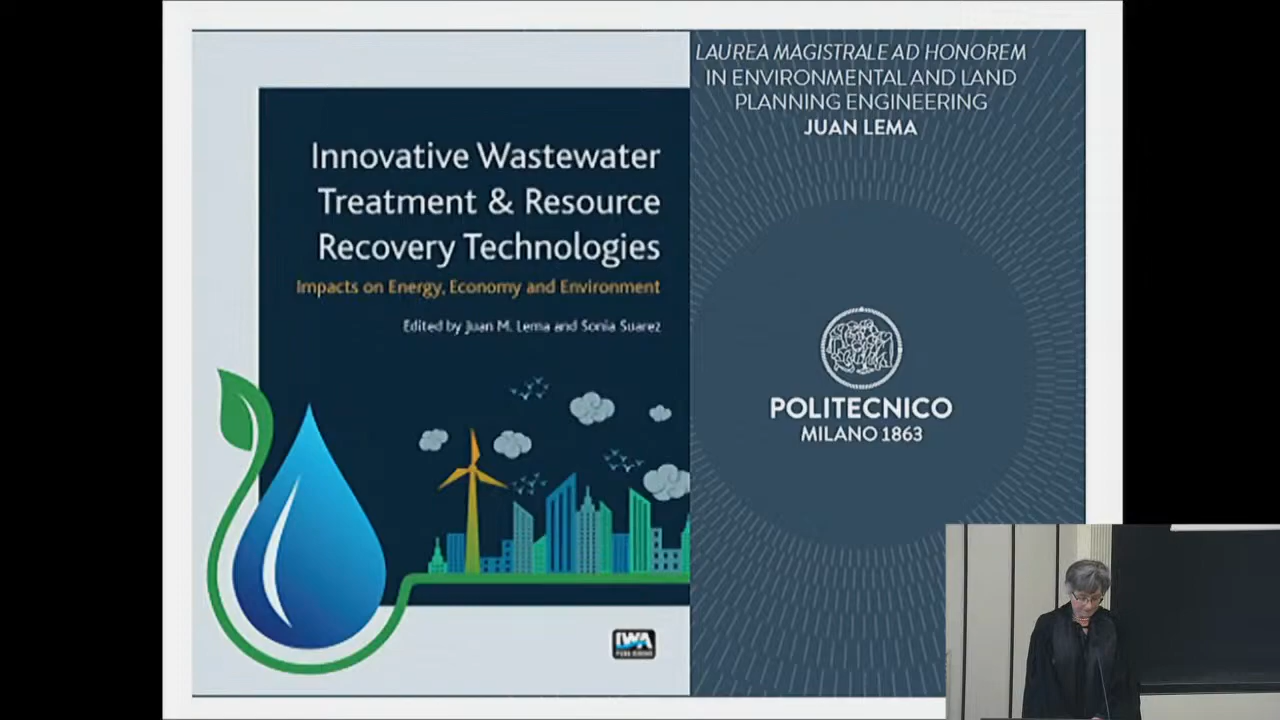 Innovative Wastewater
Treatment & Resource
Recovery Technologies
Impacts on Energy, Economy and Environment
Edited by Juan M. Lema and Sonia Suarez
IWA
PUBLISHING
LAUREA MAGISTRALE AD HONOREM
IN ENVIRONMENTAL AND LAND
PLANNING ENGINEERING
JUAN LEMA
POLITECNICO
MILANO 1863